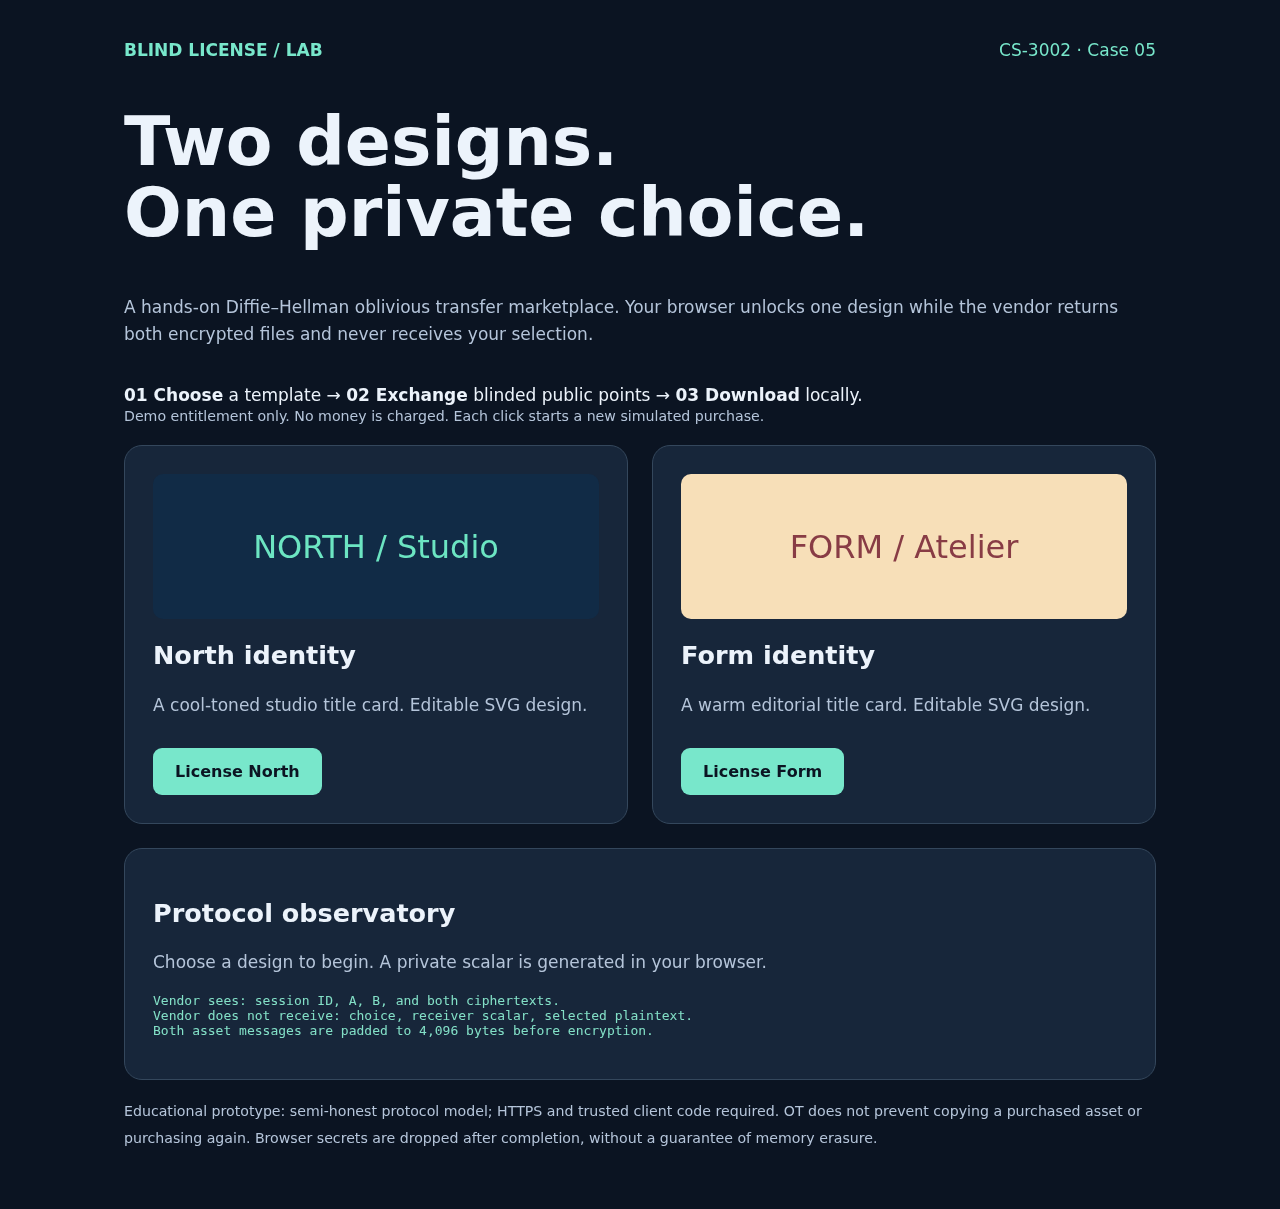 BLIND LICENSE / LAB
CS-3002 · Case 05
Two designs.
One private choice.
A hands-on Diffie–Hellman oblivious transfer marketplace. Your browser unlocks one design while the vendor returns
both encrypted files and never receives your selection.
01 Choose a template → 02 Exchange blinded public points → 03 Download locally.
Demo entitlement only. No money is charged. Each click starts a new simulated purchase.
NORTH / Studio
North identity
A cool-toned studio title card. Editable SVG design.
License North
FORM / Atelier
Form identity
A warm editorial title card. Editable SVG design.
License Form
Protocol observatory
Choose a design to begin. A private scalar is generated in your browser.
Vendor sees: session ID, A, B, and both ciphertexts.
Vendor does not receive: choice, receiver scalar, selected plaintext.
Both asset messages are padded to 4,096 bytes before encryption.
Educational prototype: semi-honest protocol model; HTTPS and trusted client code required. OT does not prevent copying a purchased asset or
purchasing again. Browser secrets are dropped after completion, without a guarantee of memory erasure.